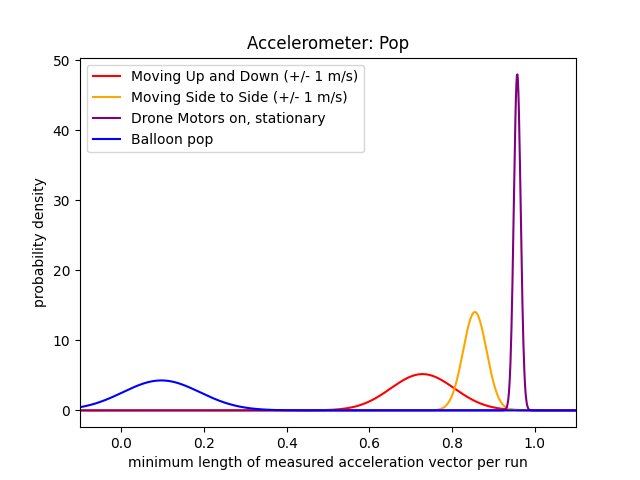 Accelerometer: Pop
Moving Up and Down (+/- 1 m/s)
Moving Side to Side (+/- 1 m/s)
Drone Motors on, stationary
Balloon pop
probability density
50
40
30
20
10
0
0.0 0.2 0.4 0.6 0.8 1.0
minimum length of measured acceleration vector per run